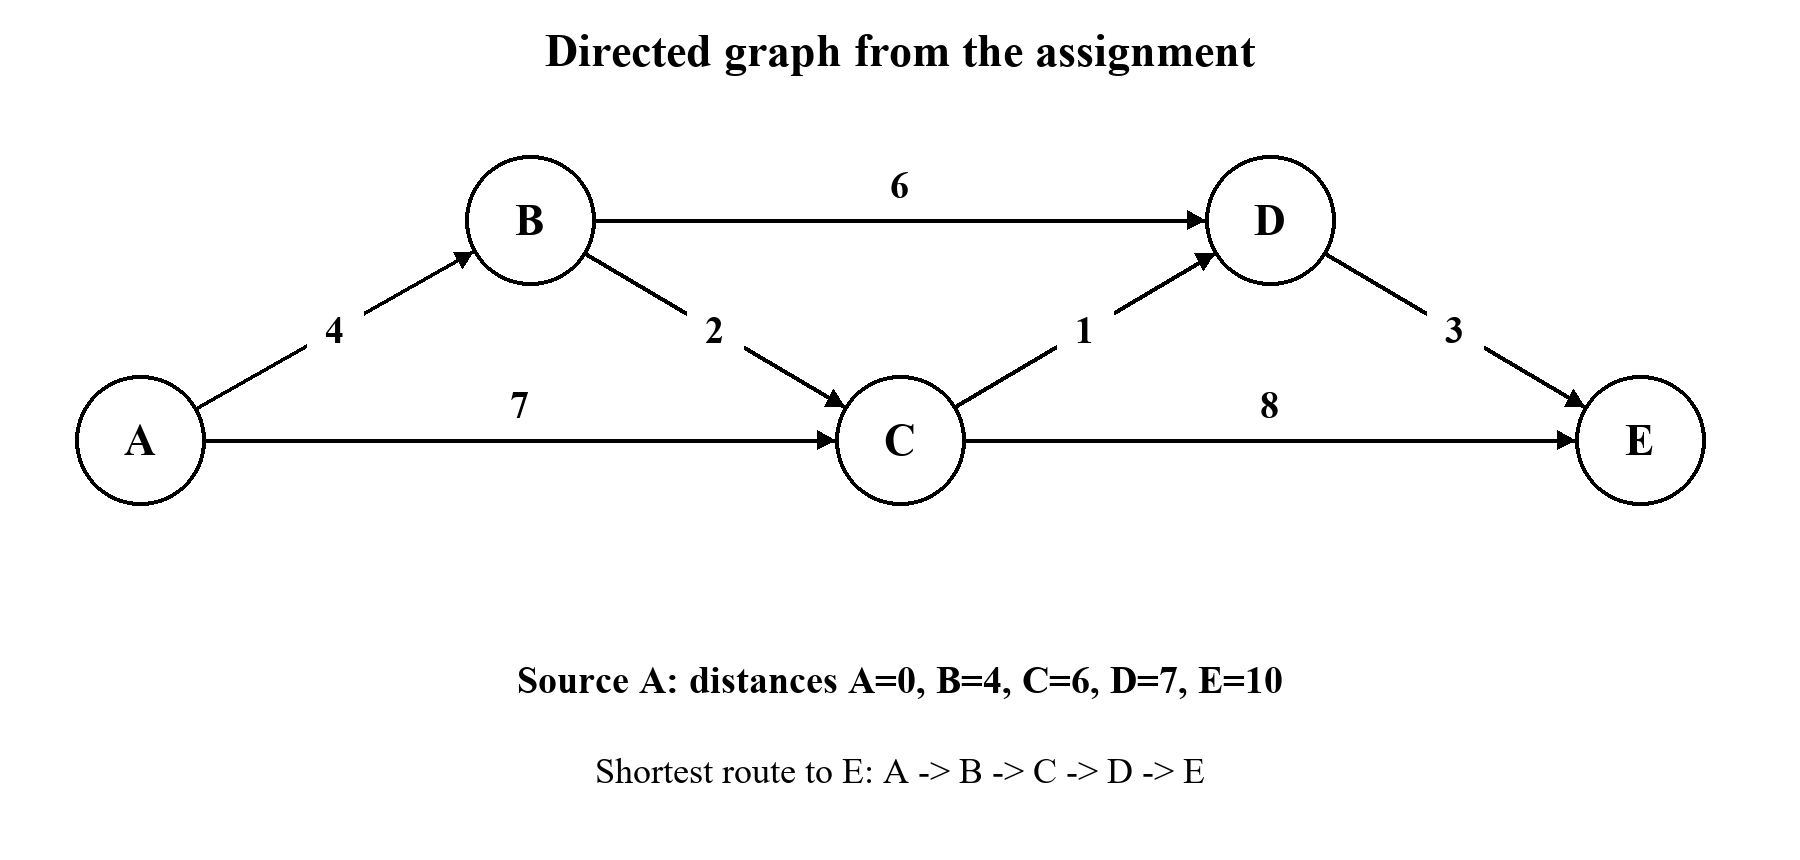 Directed graph from the assignment
6
B
D
4
2
1
3
7
8
A
C
E
Source A: distances A=0, B=4, C=6, D=7, E=10
Shortest route to E: A -> B -> C -> D -> E